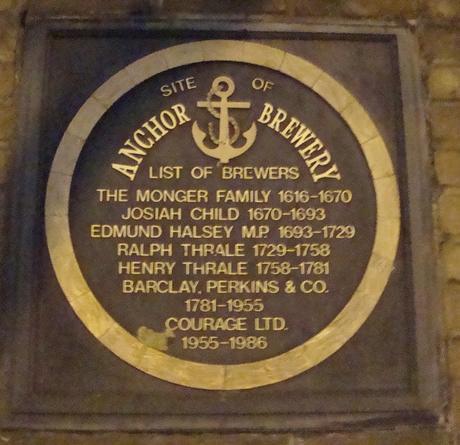 SITE OF
ANCHOR BREWERY
LIST OF BREWERS
THE MONGER FAMILY 1616-1670
JOSIAH CHILD 1670-1693
EDMUND HALSEY M.P. 1693-1729
RALPH THRALE 1729-1758
HENRY THRALE 1758-1781
BARCLAY, PERKINS & CO.
1781-1955
COURAGE LTD.
1955-1986